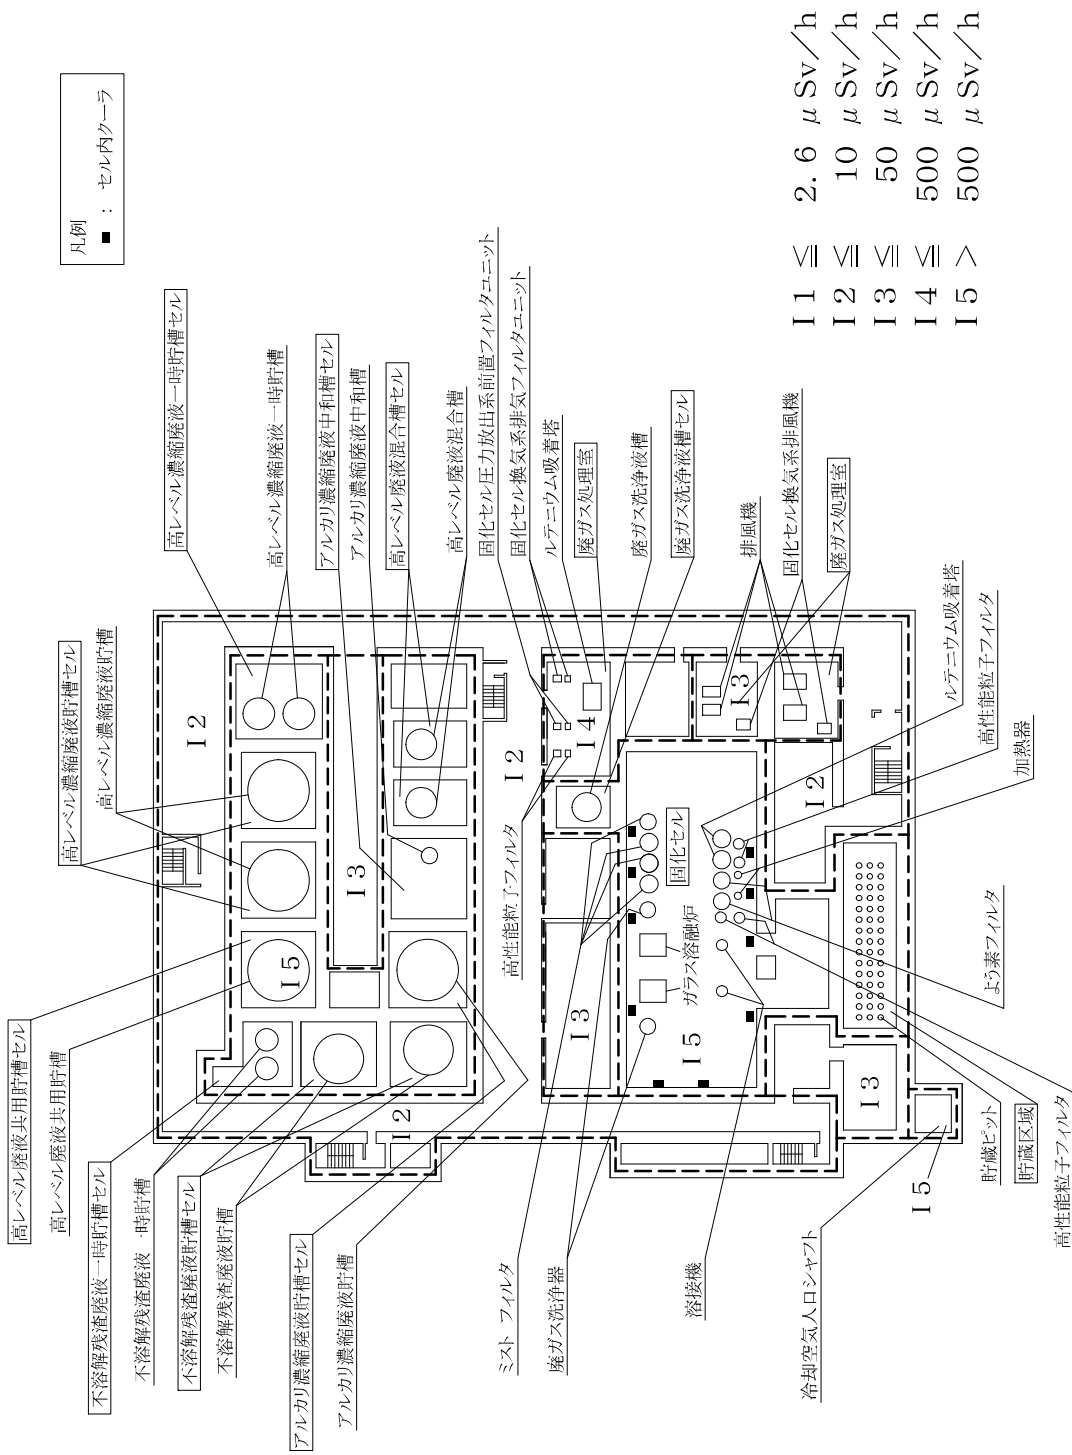 凡例
■ : セル内クーラ
高レベル廃液共用貯槽セル
高レベル廃液共用貯槽
高レベル濃縮廃液貯槽セル
高レベル濃縮廃液貯槽
高レベル濃縮廃液一時貯槽セル
高レベル濃縮廃液一時貯槽
アルカリ濃縮廃液中和槽セル
アルカリ濃縮廃液中和槽
高レベル廃液混合槽セル
高レベル廃液混合槽
固化セル圧力放出系前置フィルタユニット
固化セル換気系排気フィルタユニット
ルテニウム吸着塔
廃ガス処理室
廃ガス洗浄液槽
廃ガス洗浄液槽セル
排風機
固化セル換気系排風機
廃ガス処理室
不溶解残渣廃液一時貯槽セル
不溶解残渣廃液一時貯槽
不溶解残渣廃液貯槽セル
不溶解残渣廃液貯槽
アルカリ濃縮廃液貯槽セル
アルカリ濃縮廃液貯槽
ミスト フィルタ
廃ガス洗浄器
溶接機
冷却空気入口シャフト
高性能粒子フィルタ
固化セル
ガラス溶融炉
I2
I5
I3
I2
I2
I4
I3
I3
I5
I2
I3
I5
ルテニウム吸着塔
高性能粒子フィルタ
加熱器
よう素フィルタ
貯蔵ピット
貯蔵区域
高性能粒子フィルタ
I1 ≦ 2.6 μSv/h
I2 ≦ 10 μSv/h
I3 ≦ 50 μSv/h
I4 ≦ 500 μSv/h
I5 > 500 μSv/h